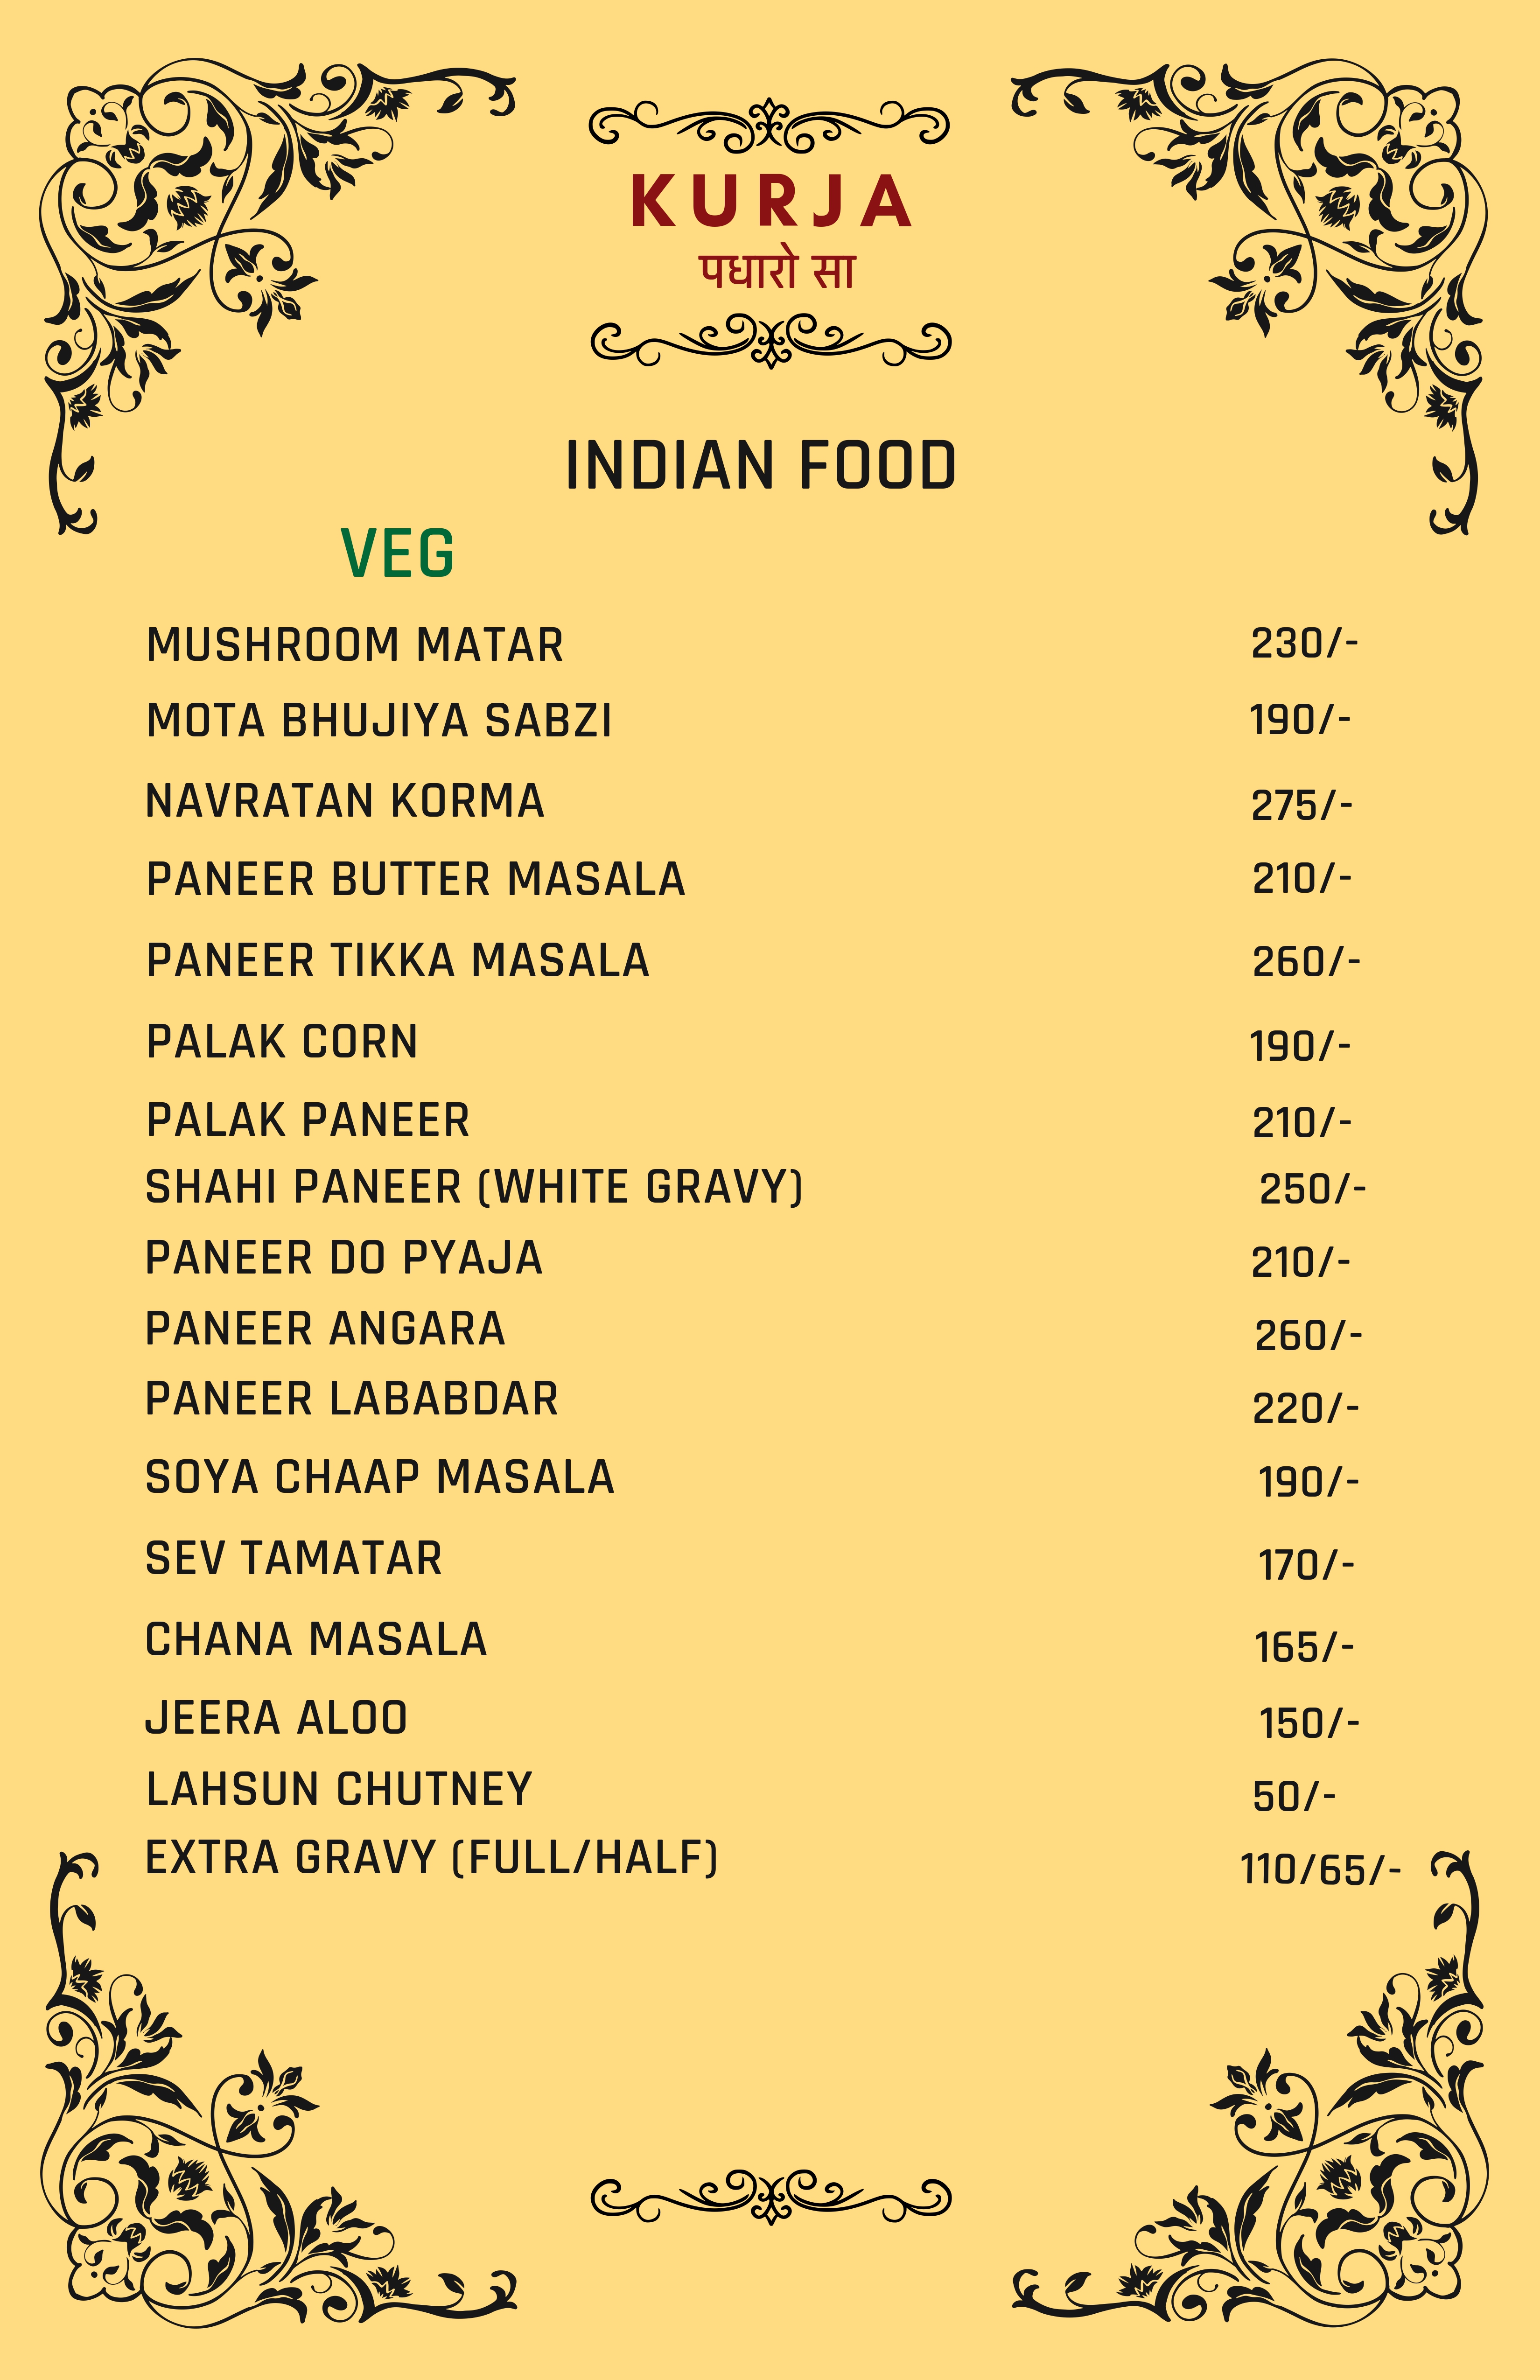 KURJA
पधारो सा
INDIAN FOOD
VEG
MUSHROOM MATAR 230/-
MOTA BHUJIYA SABZI 190/-
NAVRATAN KORMA 275/-
PANEER BUTTER MASALA 210/-
PANEER TIKKA MASALA 260/-
PALAK CORN 190/-
PALAK PANEER 210/-
SHAHI PANEER (WHITE GRAVY) 250/-
PANEER DO PYAJA 210/-
PANEER ANGARA 260/-
PANEER LABABDAR 220/-
SOYA CHAAP MASALA 190/-
SEV TAMATAR 170/-
CHANA MASALA 165/-
JEERA ALOO 150/-
LAHSUN CHUTNEY 50/-
EXTRA GRAVY (FULL/HALF) 110/65/-